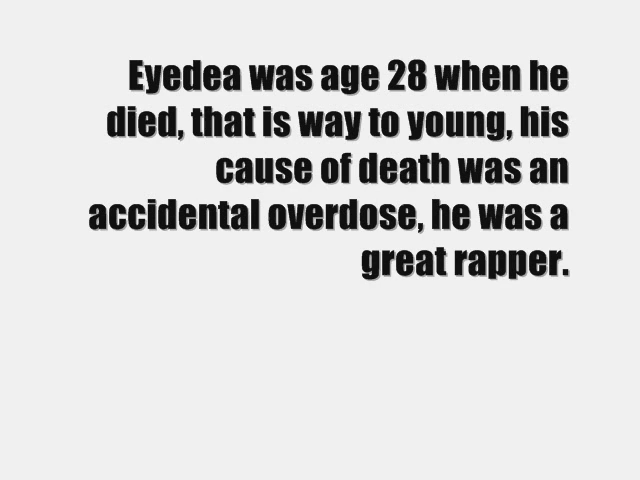 Eyedea was age 28 when he
died, that is way to young, his
cause of death was an
accidental overdose, he was a
great rapper.